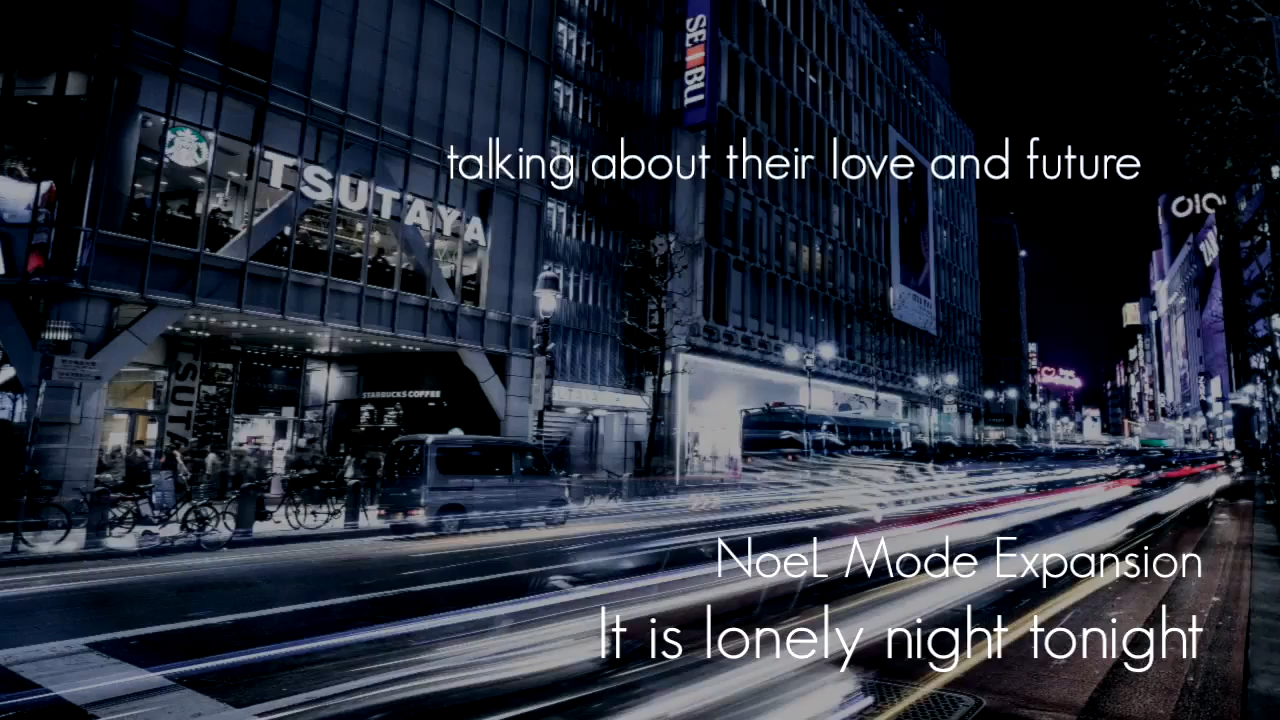 SEIBU
TSUTAYA
talking about their love and future
OIOI
STARBUCKS COFFEE
TSUTA
NoeL Mode Expansion
It is lonely night tonight